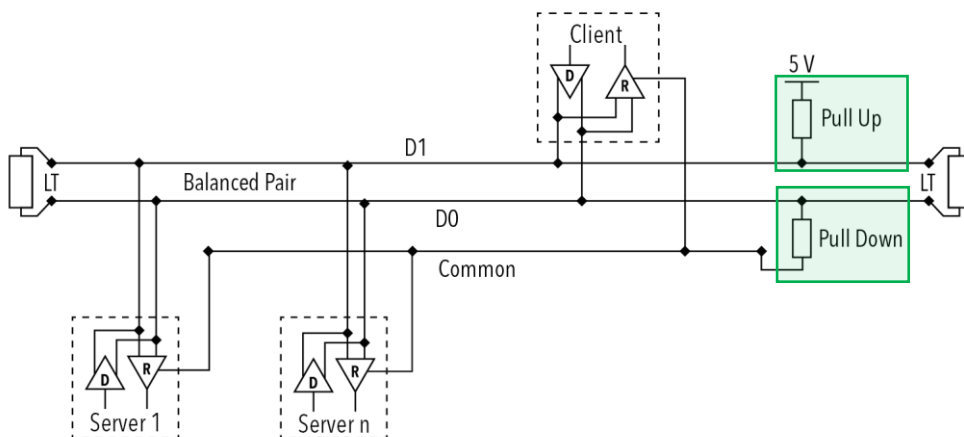 Client
D
R
5 V
Pull Up
D1
LT
Balanced Pair
LT
D0
Pull Down
Common
D
R
D
R
Server 1
Server n